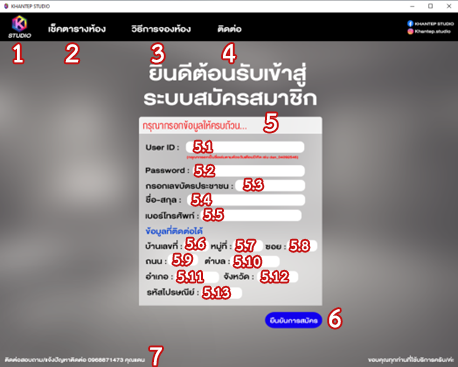 KHANTEP STUDIO
STUDIO เช็คตารางห้อง วิธีการจองห้อง ติดต่อ KHANTEP STUDIO
Khantep.studio
1 2 3 4
ยินดีต้อนรับเข้าสู่
ระบบสมัครสมาชิก
กรุณากรอกข้อมูลให้ครบถ้วน... 5
User ID : 5.1
Password : 5.2
กรอกเลขบัตรประชาชน : 5.3
ชื่อ-สกุล : 5.4
เบอร์โทรศัพท์ : 5.5
ข้อมูลที่ติดต่อได้
บ้านเลขที่ : 5.6 หมู่ที่ : 5.7 ซอย : 5.8
ถนน : 5.9 ตำบล : 5.10
อำเภอ : 5.11 จังหวัด : 5.12
รหัสไปรษณีย์ : 5.13
ยืนยันการสมัคร 6
7
ติดต่อสอบถาม/แจ้งปัญหาติดต่อ 0968871473 คุณเทม ขอบคุณทุกท่านที่ใช้บริการครับ/ค่ะ